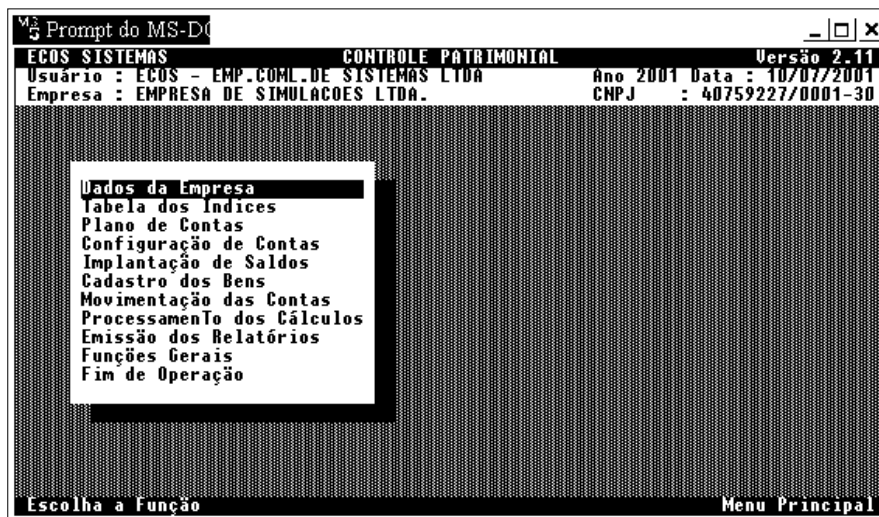 Prompt do MS-DO
ECOS SISTEMAS CONTROLE PATRIMONIAL Versão 2.11
Usuário : ECOS - EMP.COML.DE SISTEMAS LTDA Ano 2001 Data : 10/07/2001
Empresa : EMPRESA DE SIMULACOES LTDA. CNPJ : 40759227/0001-30
Dados da Empresa
Tabela dos Indices
Plano de Contas
Configuração de Contas
Implantação de Saldos
Cadastro dos Bens
Movimentação das Contas
ProcessamenTo dos Cálculos
Emissão dos Relatórios
Funções Gerais
Fim de Operação
Escolha a Função Menu Principal